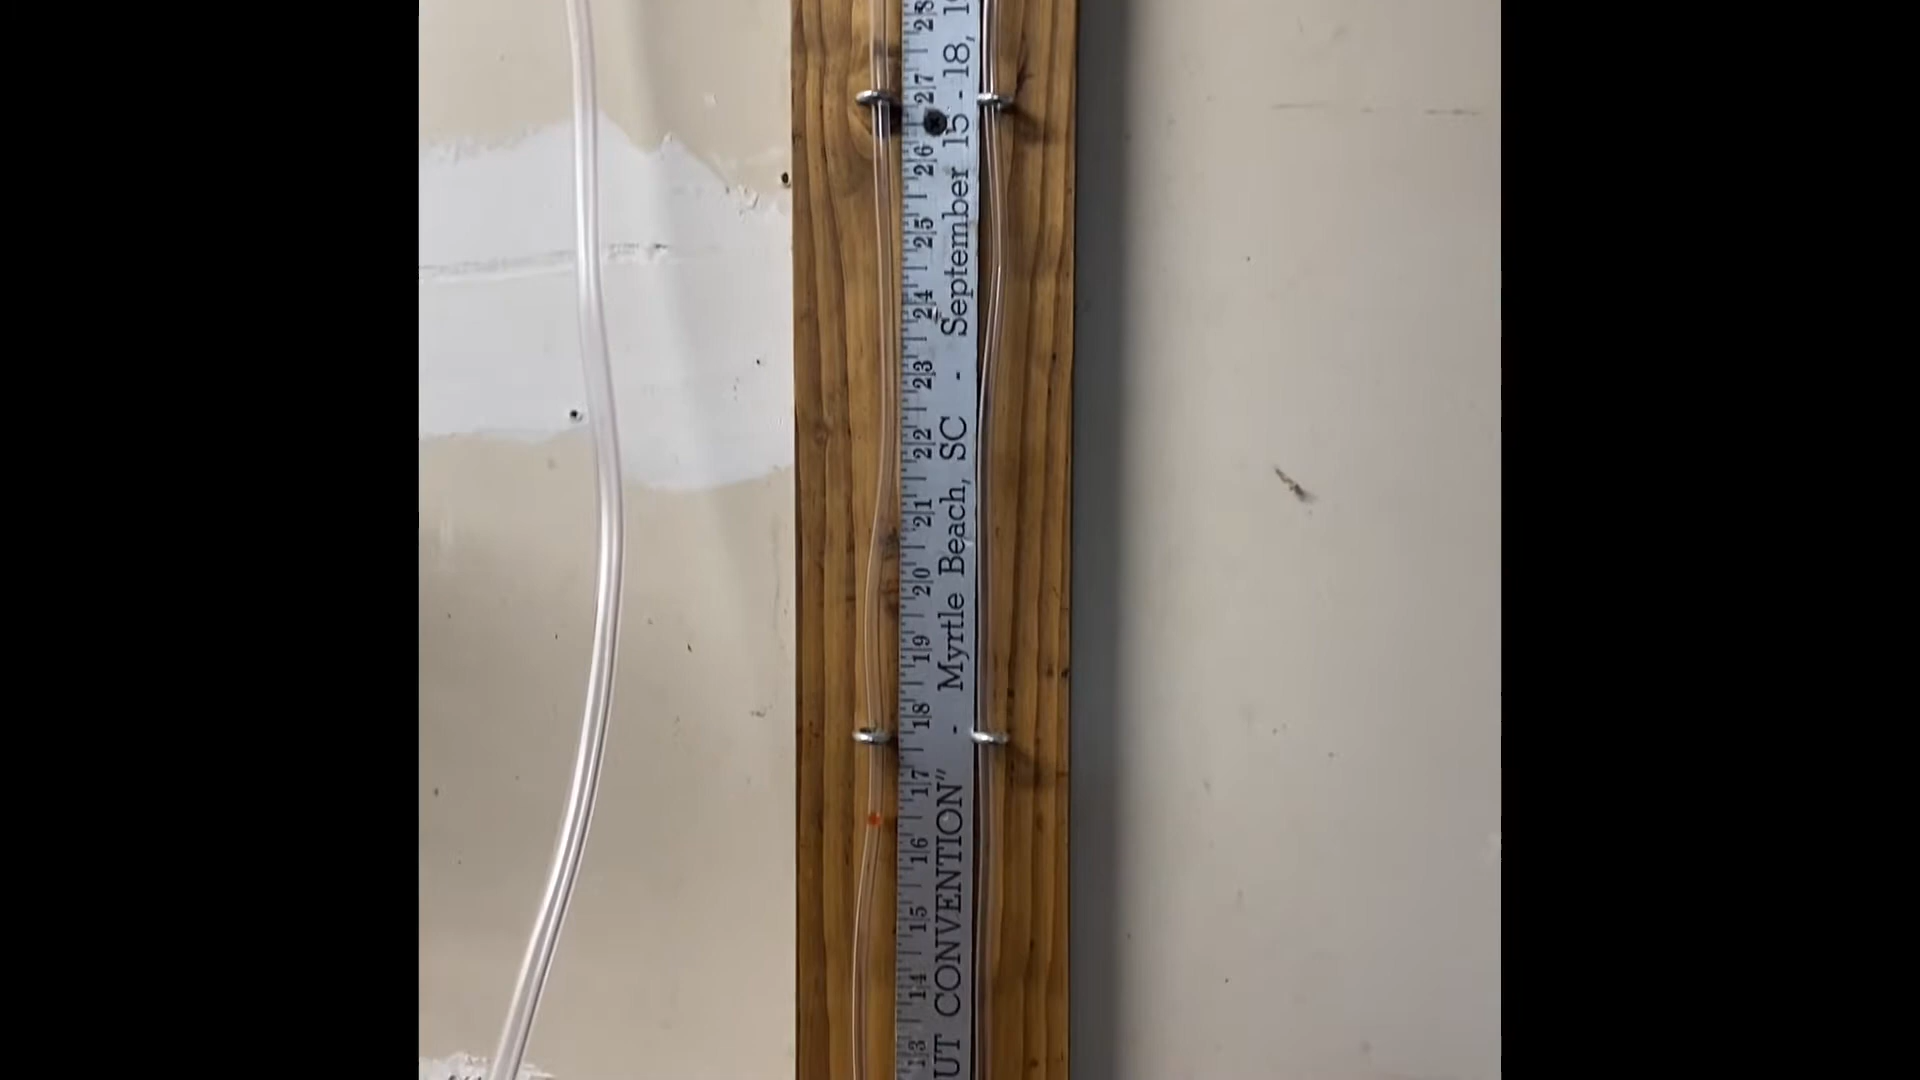 UT CONVENTION" - Myrtle Beach, SC - September 15 - 18, 1
13 14 15 16 17 18 19 20 21 22 23 24 25 26 27 28